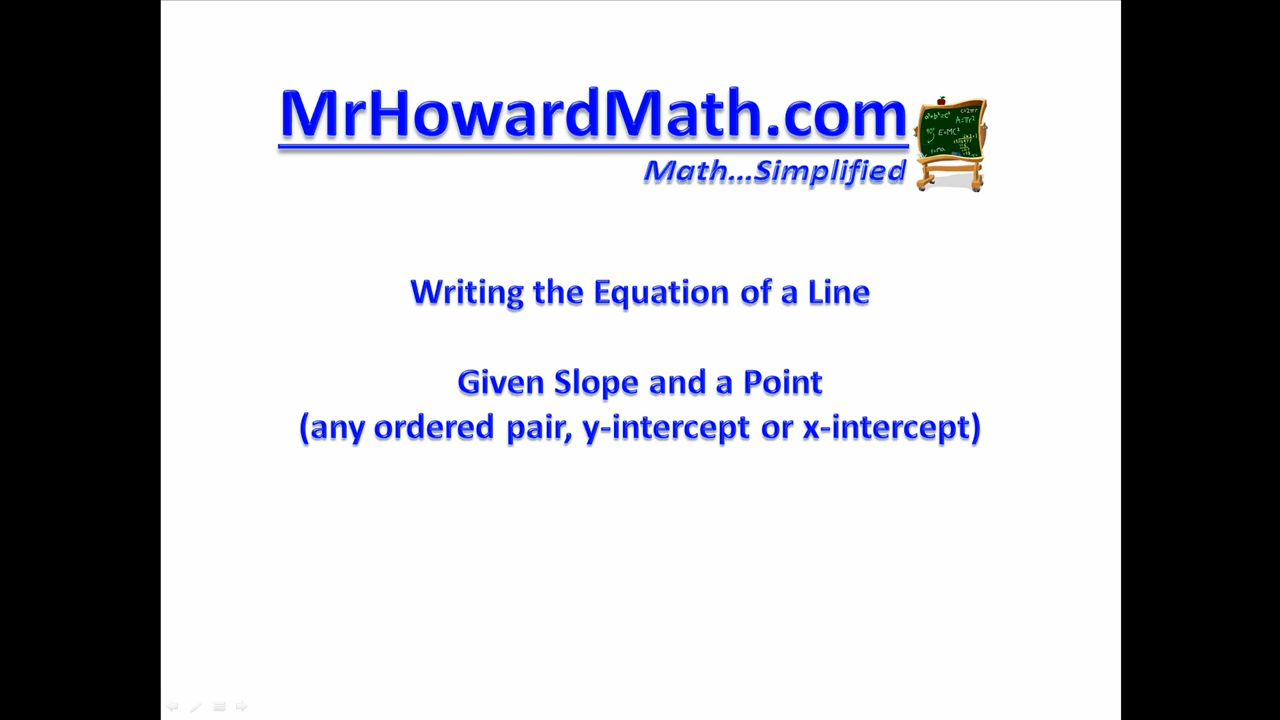 MrHowardMath.com
Math...Simplified
Writing the Equation of a Line
Given Slope and a Point
(any ordered pair, y-intercept or x-intercept)